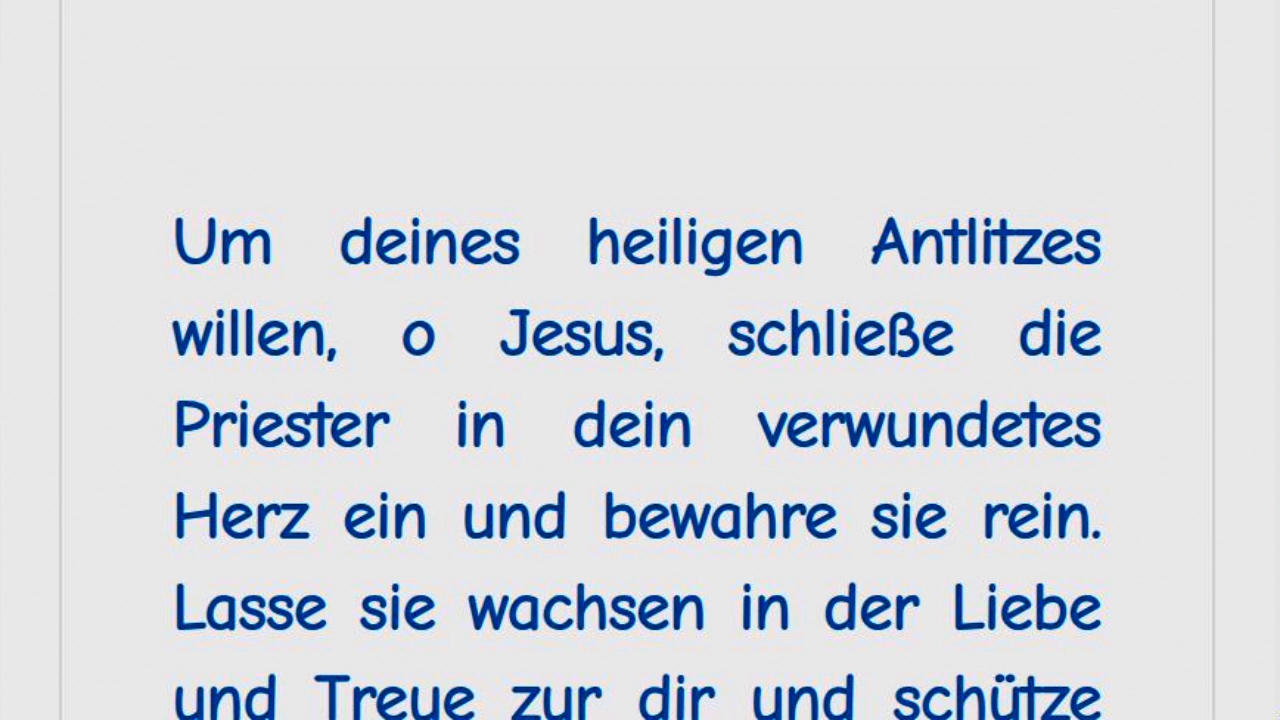 Um deines heiligen Antlitzes
willen, o Jesus, schließe die
Priester in dein verwundetes
Herz ein und bewahre sie rein.
Lasse sie wachsen in der Liebe
und Treue zur dir und schütze